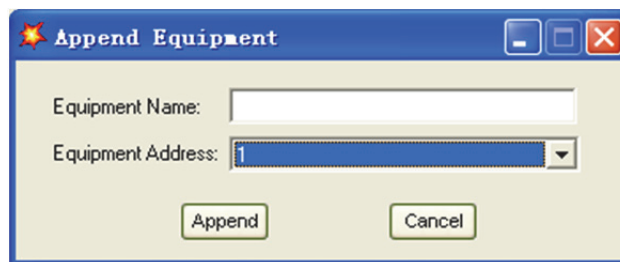 Append Equipment
Equipment Name:
Equipment Address: 1
Append Cancel